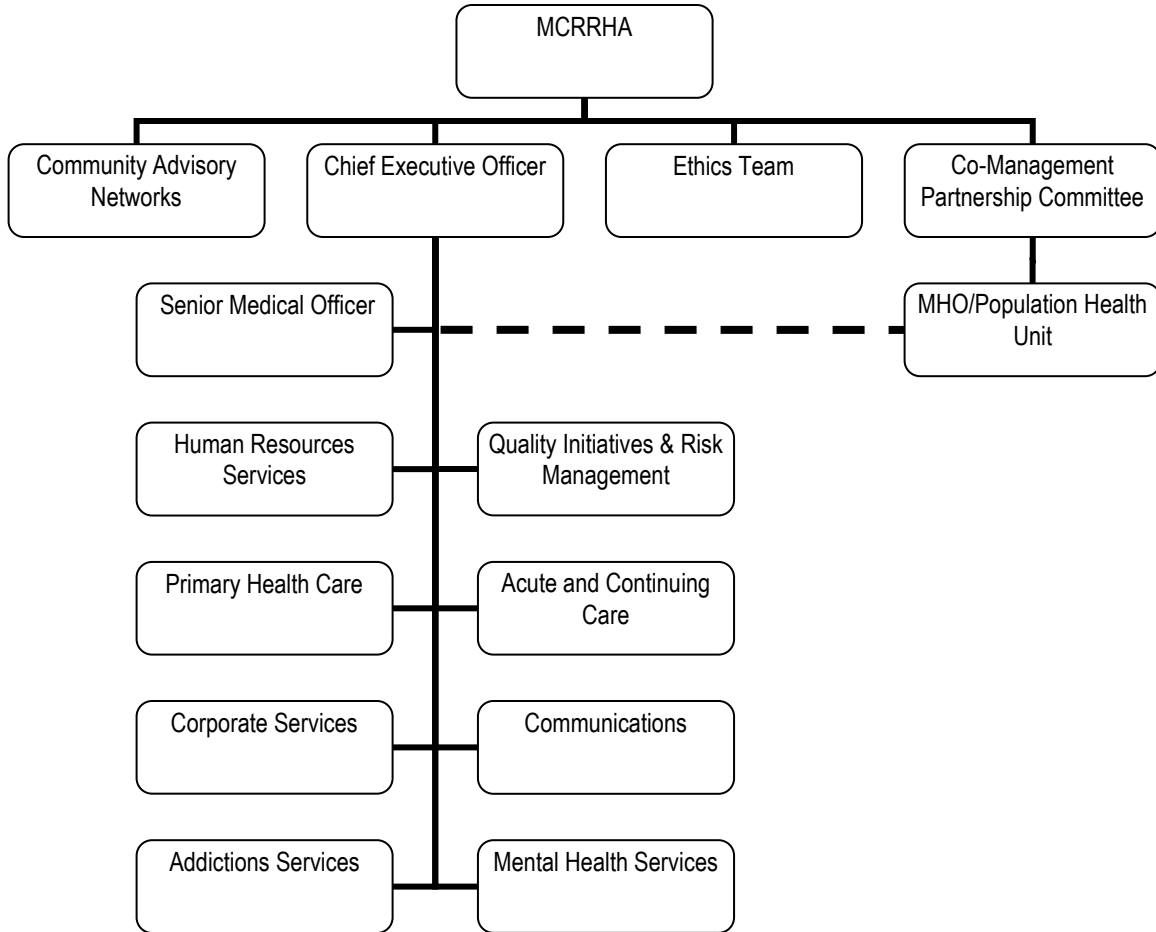 MCRRHA
Community Advisory
Networks
Chief Executive Officer
Ethics Team
Co-Management
Partnership Committee
Senior Medical Officer
MHO/Population Health
Unit
Human Resources
Services
Quality Initiatives & Risk
Management
Primary Health Care
Acute and Continuing
Care
Corporate Services
Communications
Addictions Services
Mental Health Services